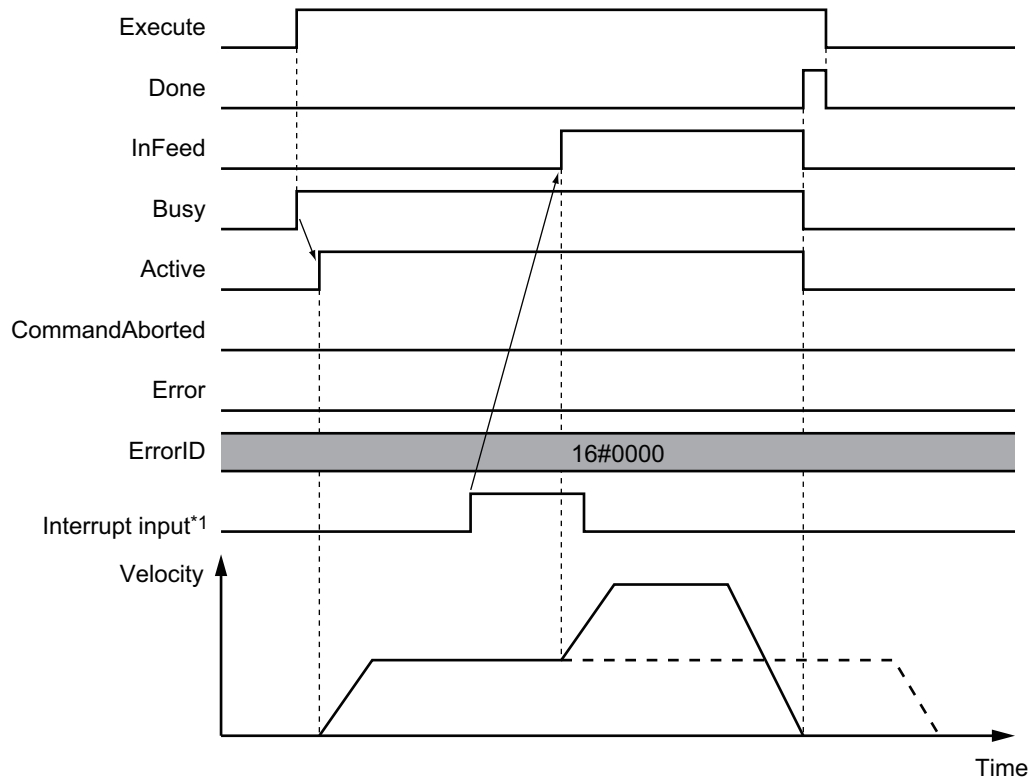 Execute
Done
InFeed
Busy
Active
CommandAborted
Error
ErrorID
16#0000
Interrupt input*1
Velocity
Time